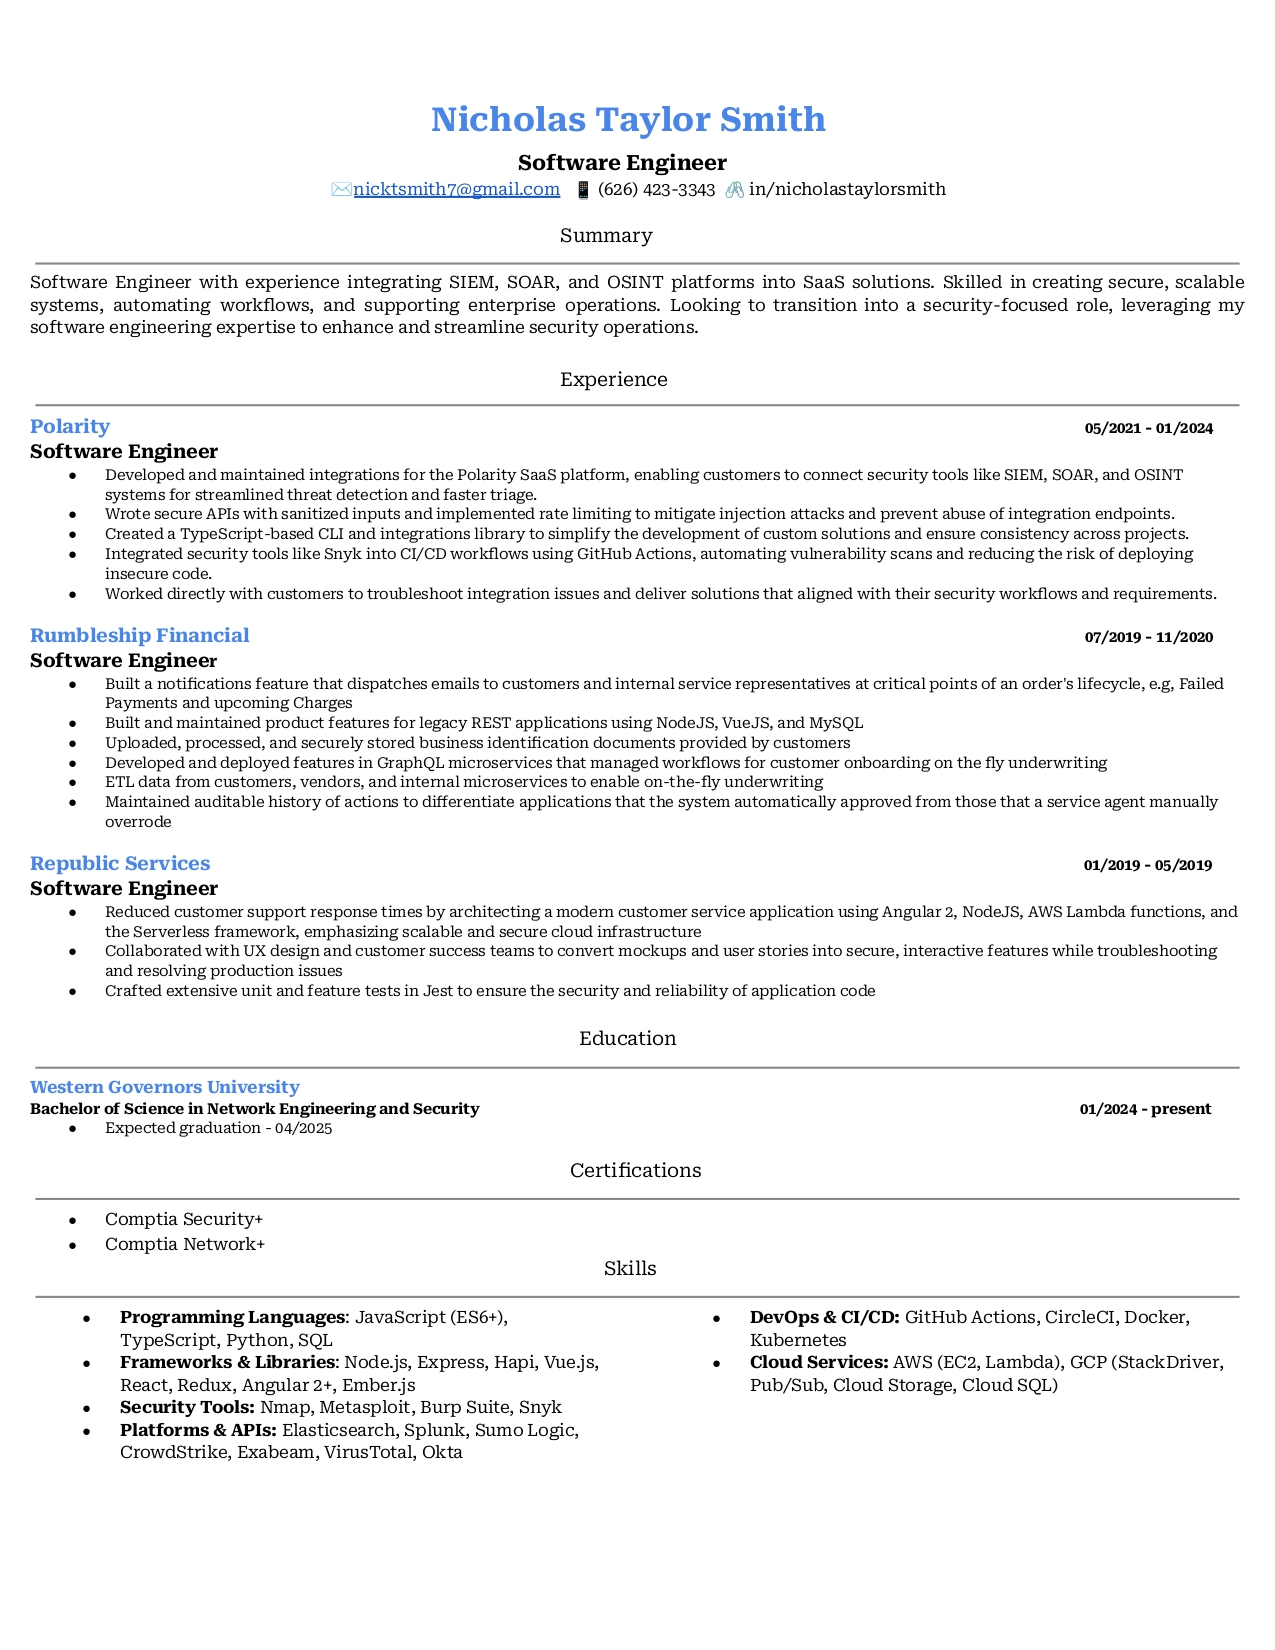 Nicholas Taylor Smith
Software Engineer
✉️nicktsmith7@gmail.com 📱 (626) 423-3343 🖇️ in/nicholastaylorsmith
Summary
Software Engineer with experience integrating SIEM, SOAR, and OSINT platforms into SaaS solutions. Skilled in creating secure, scalable
systems, automating workflows, and supporting enterprise operations. Looking to transition into a security-focused role, leveraging my
software engineering expertise to enhance and streamline security operations.
Experience
Polarity 05/2021 - 01/2024
Software Engineer
● Developed and maintained integrations for the Polarity SaaS platform, enabling customers to connect security tools like SIEM, SOAR, and OSINT
systems for streamlined threat detection and faster triage.
● Wrote secure APIs with sanitized inputs and implemented rate limiting to mitigate injection attacks and prevent abuse of integration endpoints.
● Created a TypeScript-based CLI and integrations library to simplify the development of custom solutions and ensure consistency across projects.
● Integrated security tools like Snyk into CI/CD workflows using GitHub Actions, automating vulnerability scans and reducing the risk of deploying
insecure code.
● Worked directly with customers to troubleshoot integration issues and deliver solutions that aligned with their security workflows and requirements.
Rumbleship Financial 07/2019 - 11/2020
Software Engineer
● Built a notifications feature that dispatches emails to customers and internal service representatives at critical points of an order's lifecycle, e.g, Failed
Payments and upcoming Charges
● Built and maintained product features for legacy REST applications using NodeJS, VueJS, and MySQL
● Uploaded, processed, and securely stored business identification documents provided by customers
● Developed and deployed features in GraphQL microservices that managed workflows for customer onboarding on the fly underwriting
● ETL data from customers, vendors, and internal microservices to enable on-the-fly underwriting
● Maintained auditable history of actions to differentiate applications that the system automatically approved from those that a service agent manually
overrode
Republic Services 01/2019 - 05/2019
Software Engineer
● Reduced customer support response times by architecting a modern customer service application using Angular 2, NodeJS, AWS Lambda functions, and
the Serverless framework, emphasizing scalable and secure cloud infrastructure
● Collaborated with UX design and customer success teams to convert mockups and user stories into secure, interactive features while troubleshooting
and resolving production issues
● Crafted extensive unit and feature tests in Jest to ensure the security and reliability of application code
Education
Western Governors University
Bachelor of Science in Network Engineering and Security 01/2024 - present
● Expected graduation - 04/2025
Certifications
● Comptia Security+
● Comptia Network+
Skills
● Programming Languages: JavaScript (ES6+),
TypeScript, Python, SQL
● Frameworks & Libraries: Node.js, Express, Hapi, Vue.js,
React, Redux, Angular 2+, Ember.js
● Security Tools: Nmap, Metasploit, Burp Suite, Snyk
● Platforms & APIs: Elasticsearch, Splunk, Sumo Logic,
CrowdStrike, Exabeam, VirusTotal, Okta
● DevOps & CI/CD: GitHub Actions, CircleCI, Docker,
Kubernetes
● Cloud Services: AWS (EC2, Lambda), GCP (StackDriver,
Pub/Sub, Cloud Storage, Cloud SQL)